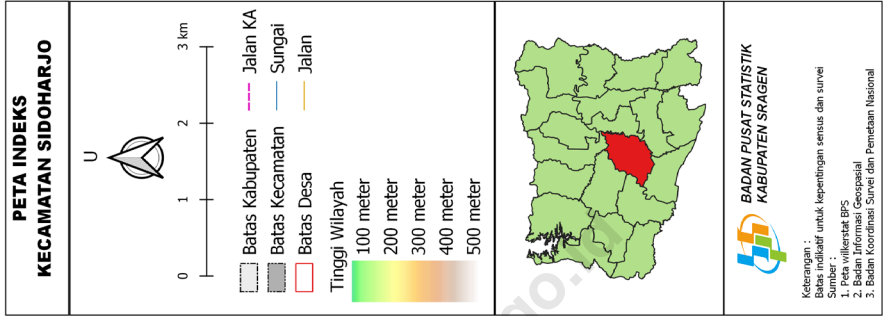 PETA INDEKS
KECAMATAN SIDOHARJO
U
0 1 2 3 km
Batas Kabupaten
Batas Kecamatan
Batas Desa
Jalan KA
Sungai
Jalan
Tinggi Wilayah
100 meter
200 meter
300 meter
400 meter
500 meter
go.id
BADAN PUSAT STATISTIK
KABUPATEN SRAGEN
Keterangan :
Batas indikatif untuk kepentingan sensus dan survei
Sumber :
1. Peta wilkerstat BPS
2. Badan Informasi Geospasial
3. Badan Koordinasi Survei dan Pemetaan Nasional